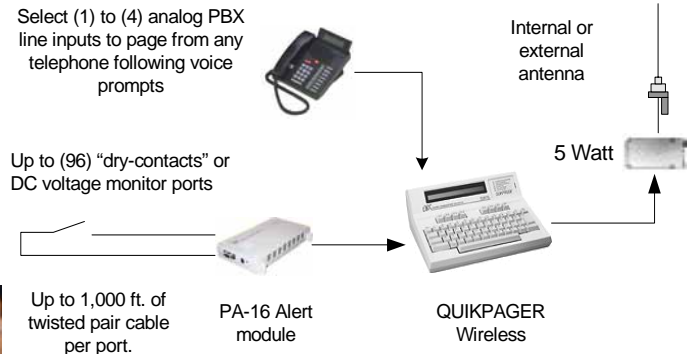 Select (1) to (4) analog PBX
line inputs to page from any
telephone following voice
prompts
Internal or
external
antenna
5 Watt
Up to (96) “dry-contacts” or
DC voltage monitor ports
Up to 1,000 ft. of
twisted pair cable
per port.
PA-16 Alert
module
QUIKPAGER
Wireless